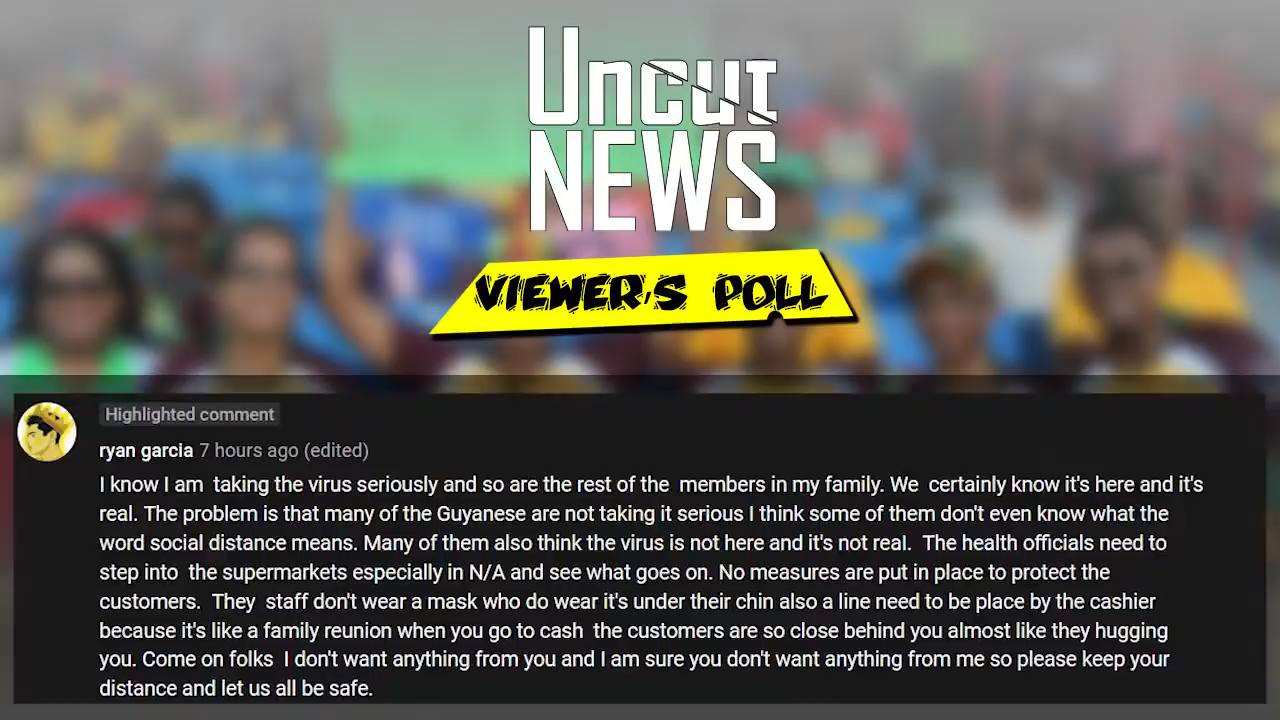 Uncut
NEWS
VIEWER'S POLL
Highlighted comment
ryan garcia 7 hours ago (edited)
I know I am taking the virus seriously and so are the rest of the members in my family. We certainly know it's here and it's
real. The problem is that many of the Guyanese are not taking it serious I think some of them don't even know what the
word social distance means. Many of them also think the virus is not here and it's not real. The health officials need to
step into the supermarkets especially in N/A and see what goes on. No measures are put in place to protect the
customers. They staff don't wear a mask who do wear it's under their chin also a line need to be place by the cashier
because it's like a family reunion when you go to cash the customers are so close behind you almost like they hugging
you. Come on folks I don't want anything from you and I am sure you don't want anything from me so please keep your
distance and let us all be safe.